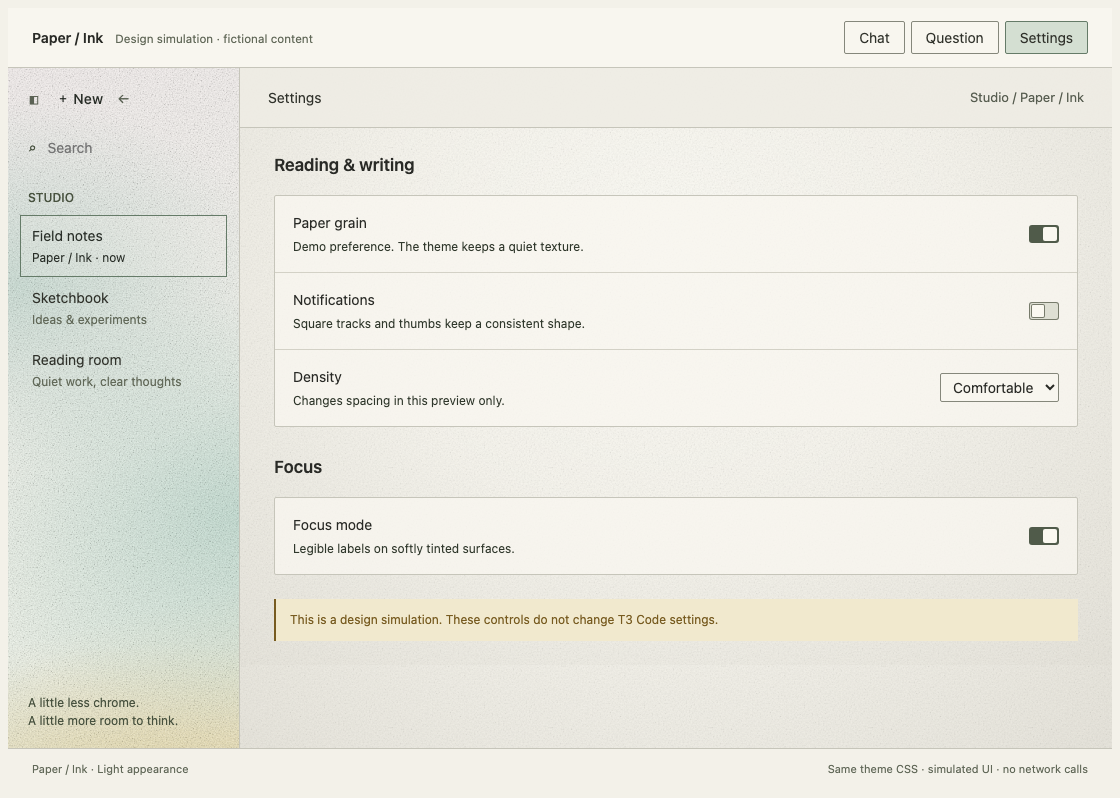 Paper / Ink Design simulation · fictional content
Chat
Question
Settings
+ New ←
Search
STUDIO
Field notes
Paper / Ink · now
Sketchbook
Ideas & experiments
Reading room
Quiet work, clear thoughts
A little less chrome.
A little more room to think.
Settings
Studio / Paper / Ink
Reading & writing
Paper grain
Demo preference. The theme keeps a quiet texture.
Notifications
Square tracks and thumbs keep a consistent shape.
Density
Changes spacing in this preview only.
Comfortable
Focus
Focus mode
Legible labels on softly tinted surfaces.
This is a design simulation. These controls do not change T3 Code settings.
Paper / Ink · Light appearance
Same theme CSS · simulated UI · no network calls